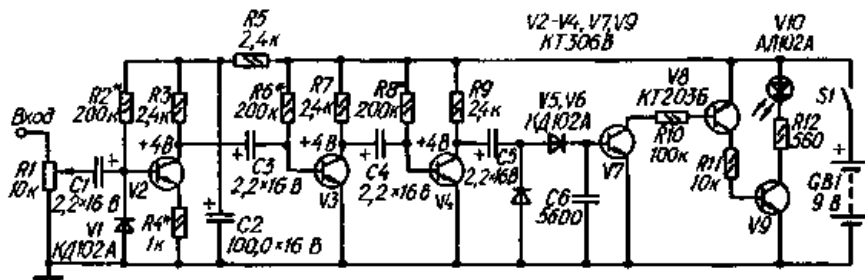 R5
2,4к
V2-V4, V7, V9
КТ306В
V10
АЛ102А
R2*
200к
R3
2,4к
R6*
200к
R7
2,4к
R8*
200к
R9
2,4к
V8
КТ203Б
S1
Вход
+4В
+4В
+4В
V5, V6
КД102А
R10
100к
R12
560
R1
10к
C1
2,2×16 В
V2
C3
2,2×16 В
V3
C4
2,2×16 В
V4
C5
2,2×16В
V7
R11
10к
GB1
9 В
V1
КД102А
R4*
1к
C2
100,0×16 В
C6
5600
V9